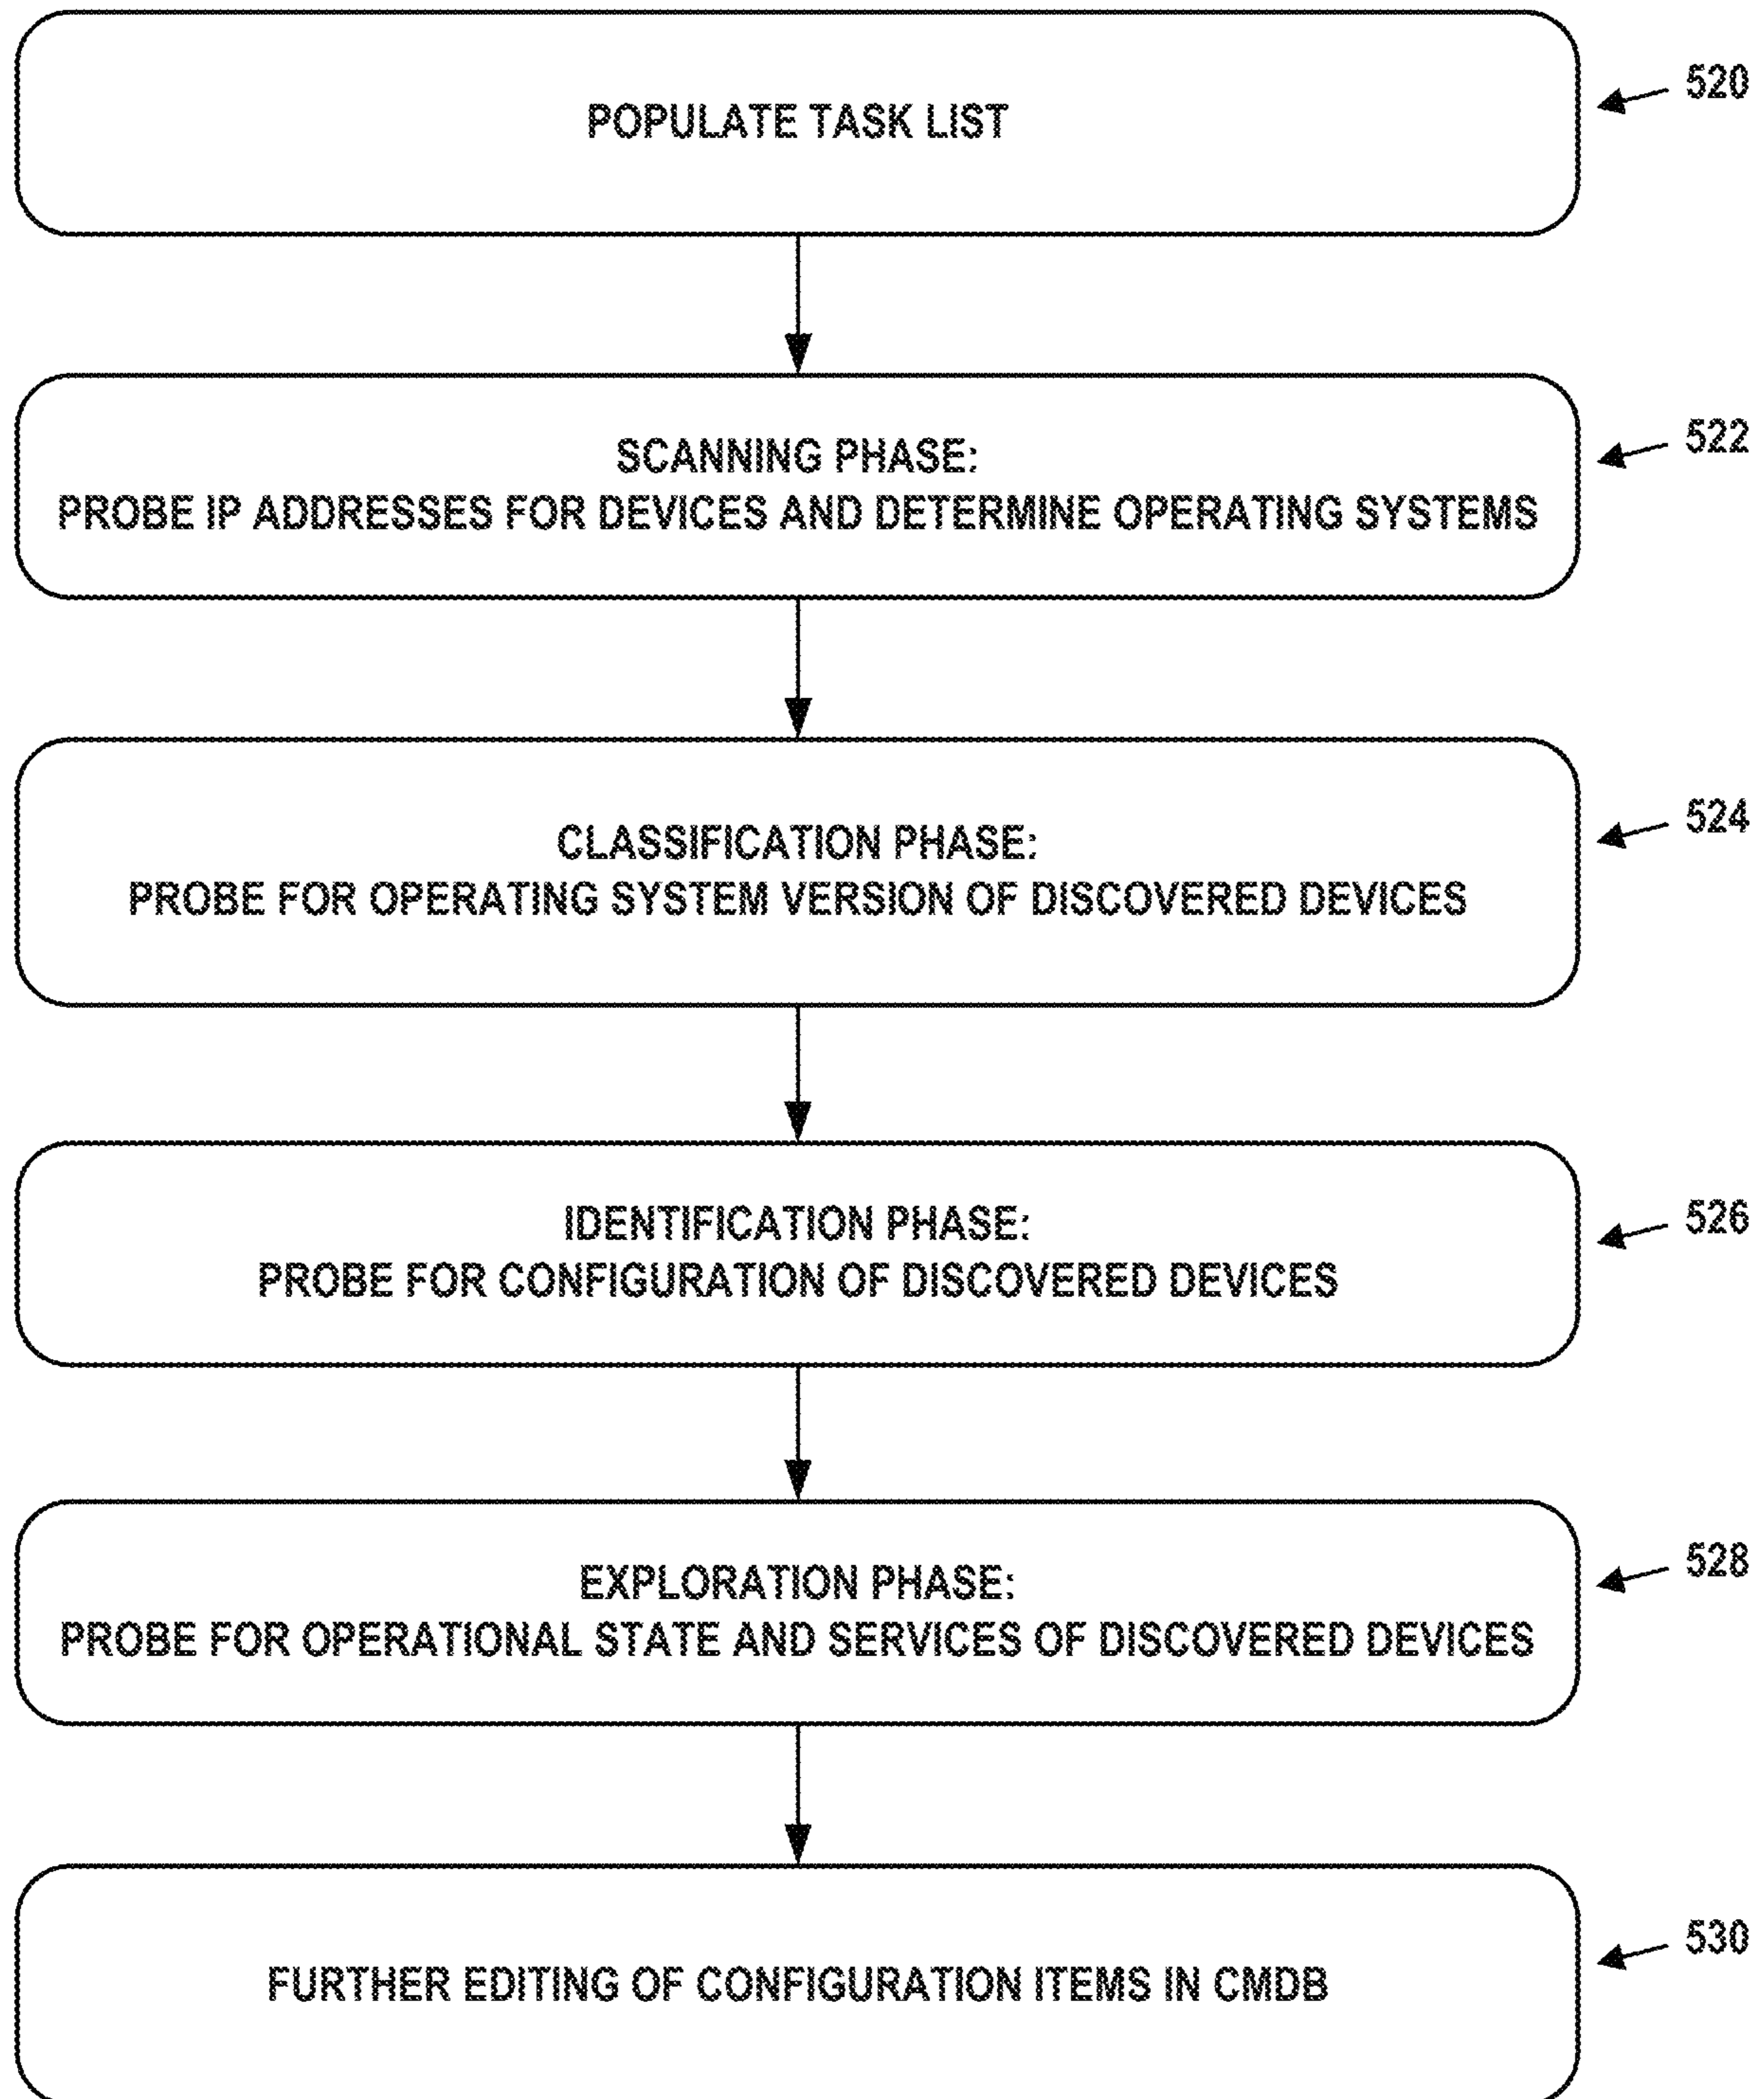 POPULATE TASK LIST
520
SCANNING PHASE:
PROBE IP ADDRESSES FOR DEVICES AND DETERMINE OPERATING SYSTEMS
522
CLASSIFICATION PHASE:
PROBE FOR OPERATING SYSTEM VERSION OF DISCOVERED DEVICES
524
IDENTIFICATION PHASE:
PROBE FOR CONFIGURATION OF DISCOVERED DEVICES
526
EXPLORATION PHASE:
PROBE FOR OPERATIONAL STATE AND SERVICES OF DISCOVERED DEVICES
528
FURTHER EDITING OF CONFIGURATION ITEMS IN CMDB
530